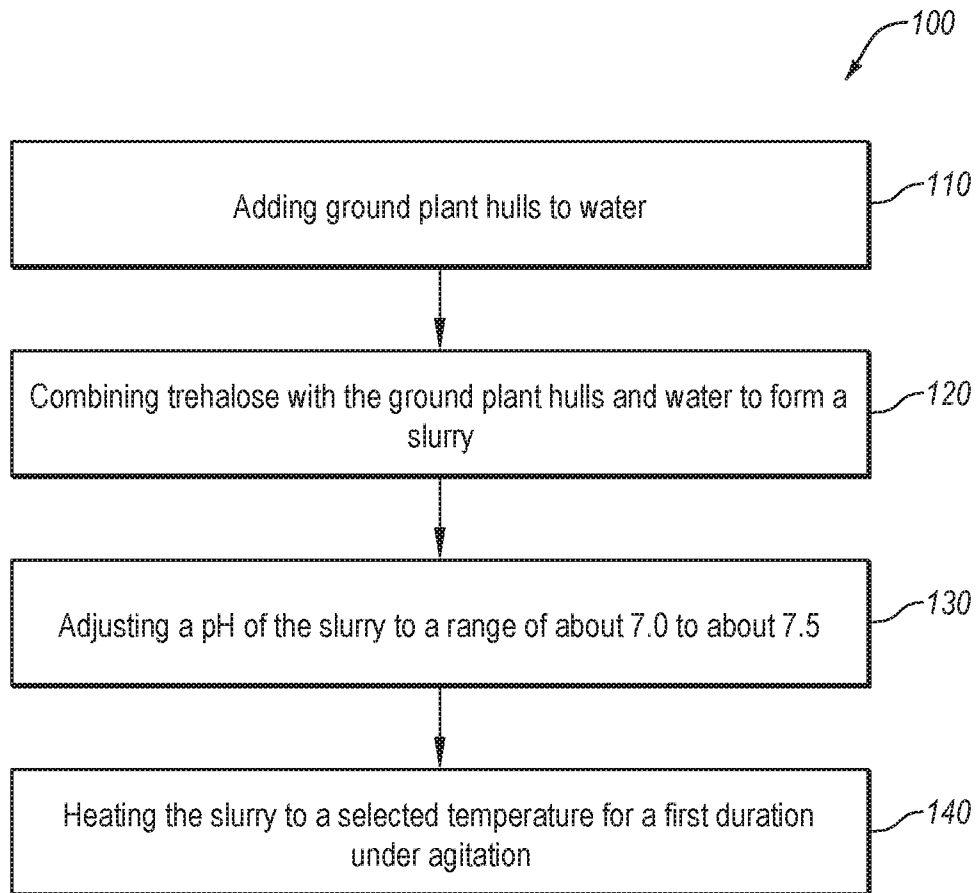 100
Adding ground plant hulls to water
110
Combining trehalose with the ground plant hulls and water to form a
slurry
120
Adjusting a pH of the slurry to a range of about 7.0 to about 7.5
130
Heating the slurry to a selected temperature for a first duration
under agitation
140